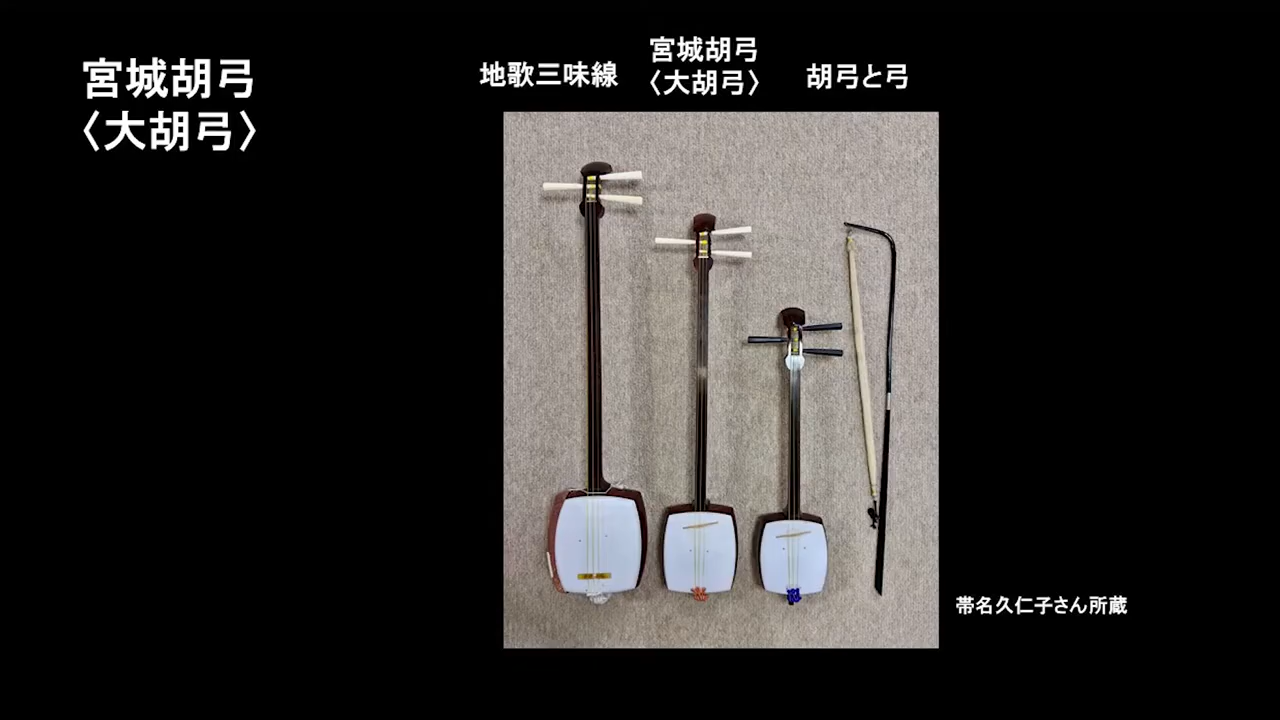 宮城胡弓
〈大胡弓〉
地歌三味線
宮城胡弓
〈大胡弓〉
胡弓と弓
帯名久仁子さん所蔵